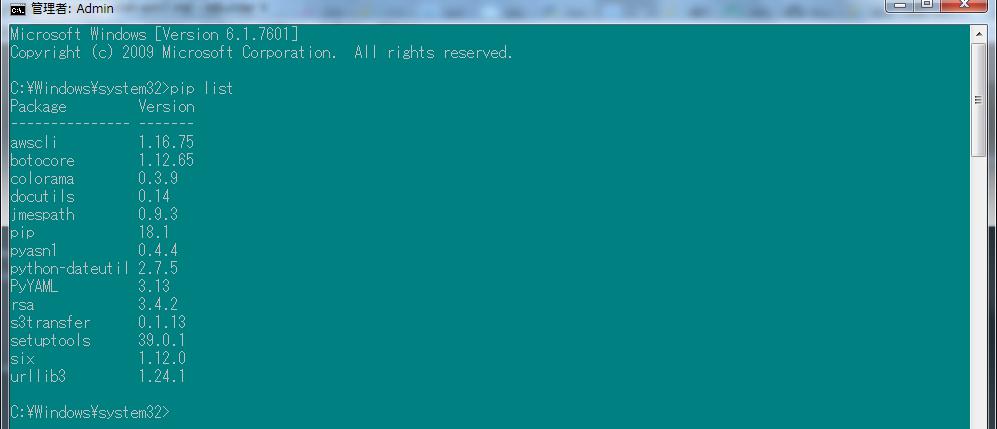 管理者: Admin
Microsoft Windows [Version 6.1.7601]
Copyright (c) 2009 Microsoft Corporation.  All rights reserved.
C:¥Windows¥system32>pip list
Package         Version
--------------- -------
awscli          1.16.75
botocore        1.12.65
colorama        0.3.9
docutils        0.14
jmespath        0.9.3
pip             18.1
pyasn1          0.4.4
python-dateutil 2.7.5
PyYAML          3.13
rsa             3.4.2
s3transfer      0.1.13
setuptools      39.0.1
six             1.12.0
urllib3         1.24.1
C:¥Windows¥system32>